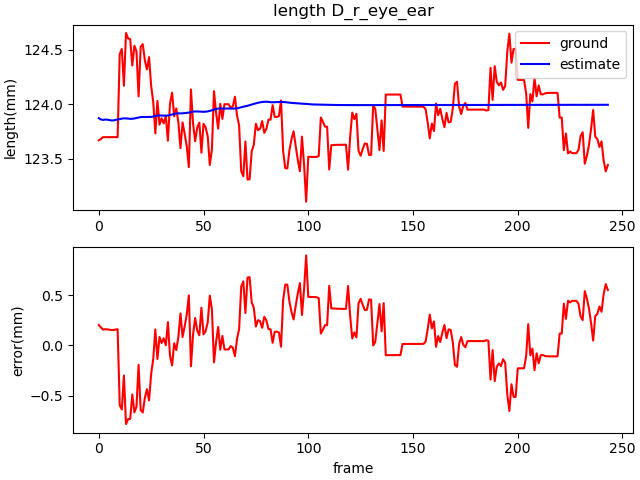 length D_r_eye_ear
ground
estimate
length(mm)
124.5
124.0
123.5
0 50 100 150 200 250
error(mm)
0.5
0.0
−0.5
0 50 100 150 200 250
frame